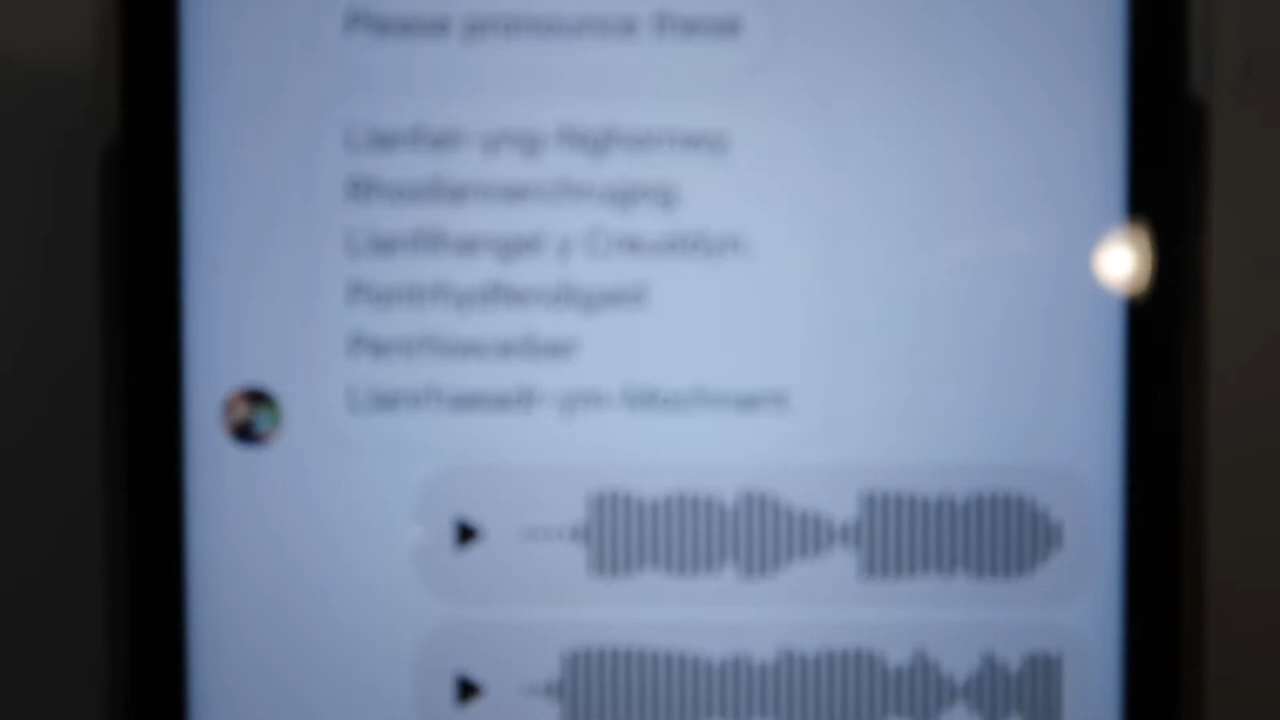 Please pronounce these
Llanfair-yng-Nghornwy
Rhosllannerchrugog
Llanfihangel y Creuddyn
Pontrhydfendigaid
Penrhiwceiber
Llanrhaeadr-ym-Mochnant